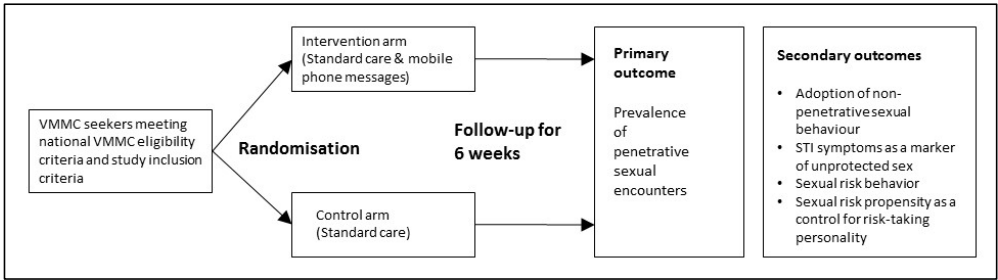 VMMC seekers meeting
national VMMC eligibility
criteria and study inclusion
criteria
Randomisation
Intervention arm
(Standard care & mobile
phone messages)
Control arm
(Standard care)
Follow-up for
6 weeks
Primary
outcome
Prevalence
of
penetrative
sexual
encounters
Secondary outcomes
• Adoption of non-
penetrative sexual
behaviour
• STI symptoms as a marker
of unprotected sex
• Sexual risk behavior
• Sexual risk propensity as a
control for risk-taking
personality